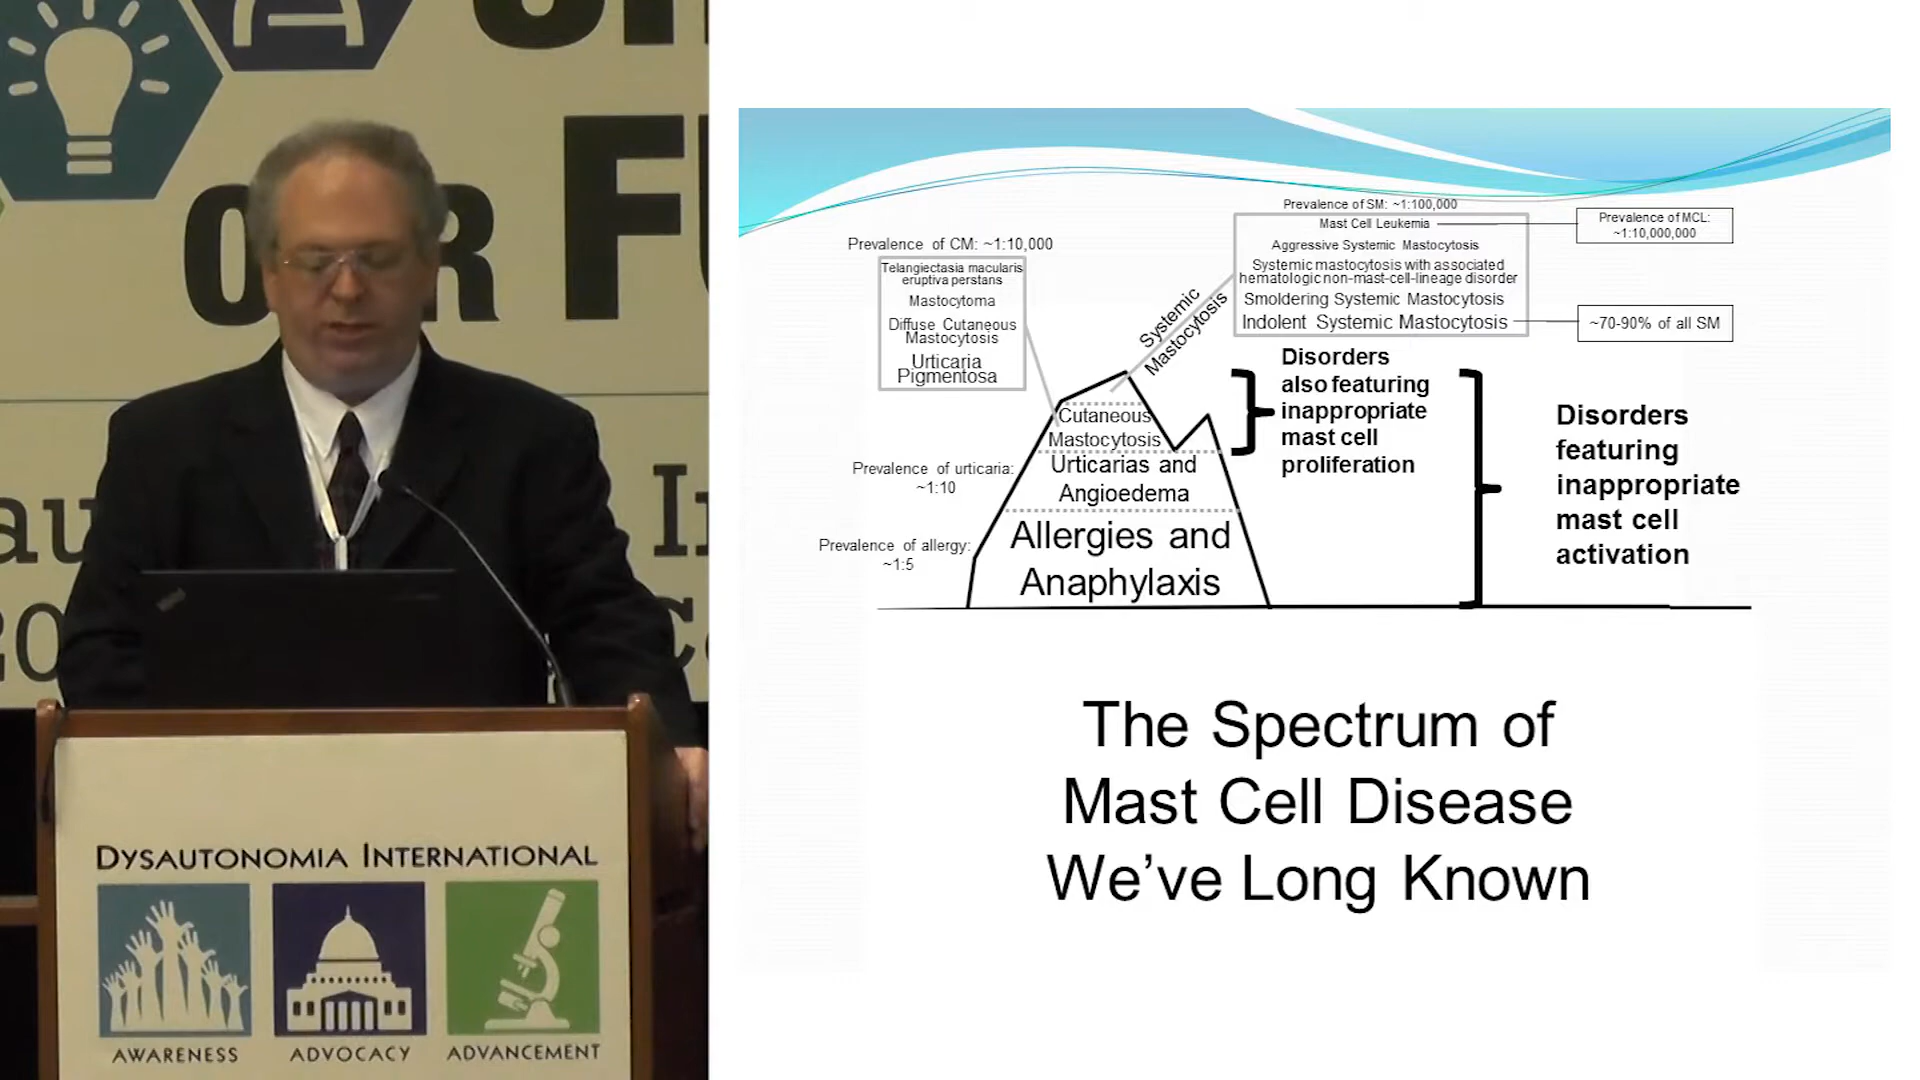 OUR F
au
20
DYSAUTONOMIA INTERNATIONAL
AWARENESS
ADVOCACY
ADVANCEMENT
Prevalence of SM: ~1:100,000
Mast Cell Leukemia
Aggressive Systemic Mastocytosis
Systemic mastocytosis with associated
hematologic non-mast-cell-lineage disorder
Smoldering Systemic Mastocytosis
Indolent Systemic Mastocytosis
Prevalence of MCL:
~1:10,000,000
~70-90% of all SM
Prevalence of CM: ~1:10,000
Telangiectasia macularis
eruptiva perstans
Mastocytoma
Diffuse Cutaneous
Mastocytosis
Urticaria
Pigmentosa
Systemic
Mastocytosis
Cutaneous
Mastocytosis
Prevalence of urticaria:
~1:10
Urticarias and
Angioedema
Prevalence of allergy:
~1:5
Allergies and
Anaphylaxis
Disorders
also featuring
inappropriate
mast cell
proliferation
Disorders
featuring
inappropriate
mast cell
activation
The Spectrum of
Mast Cell Disease
We’ve Long Known